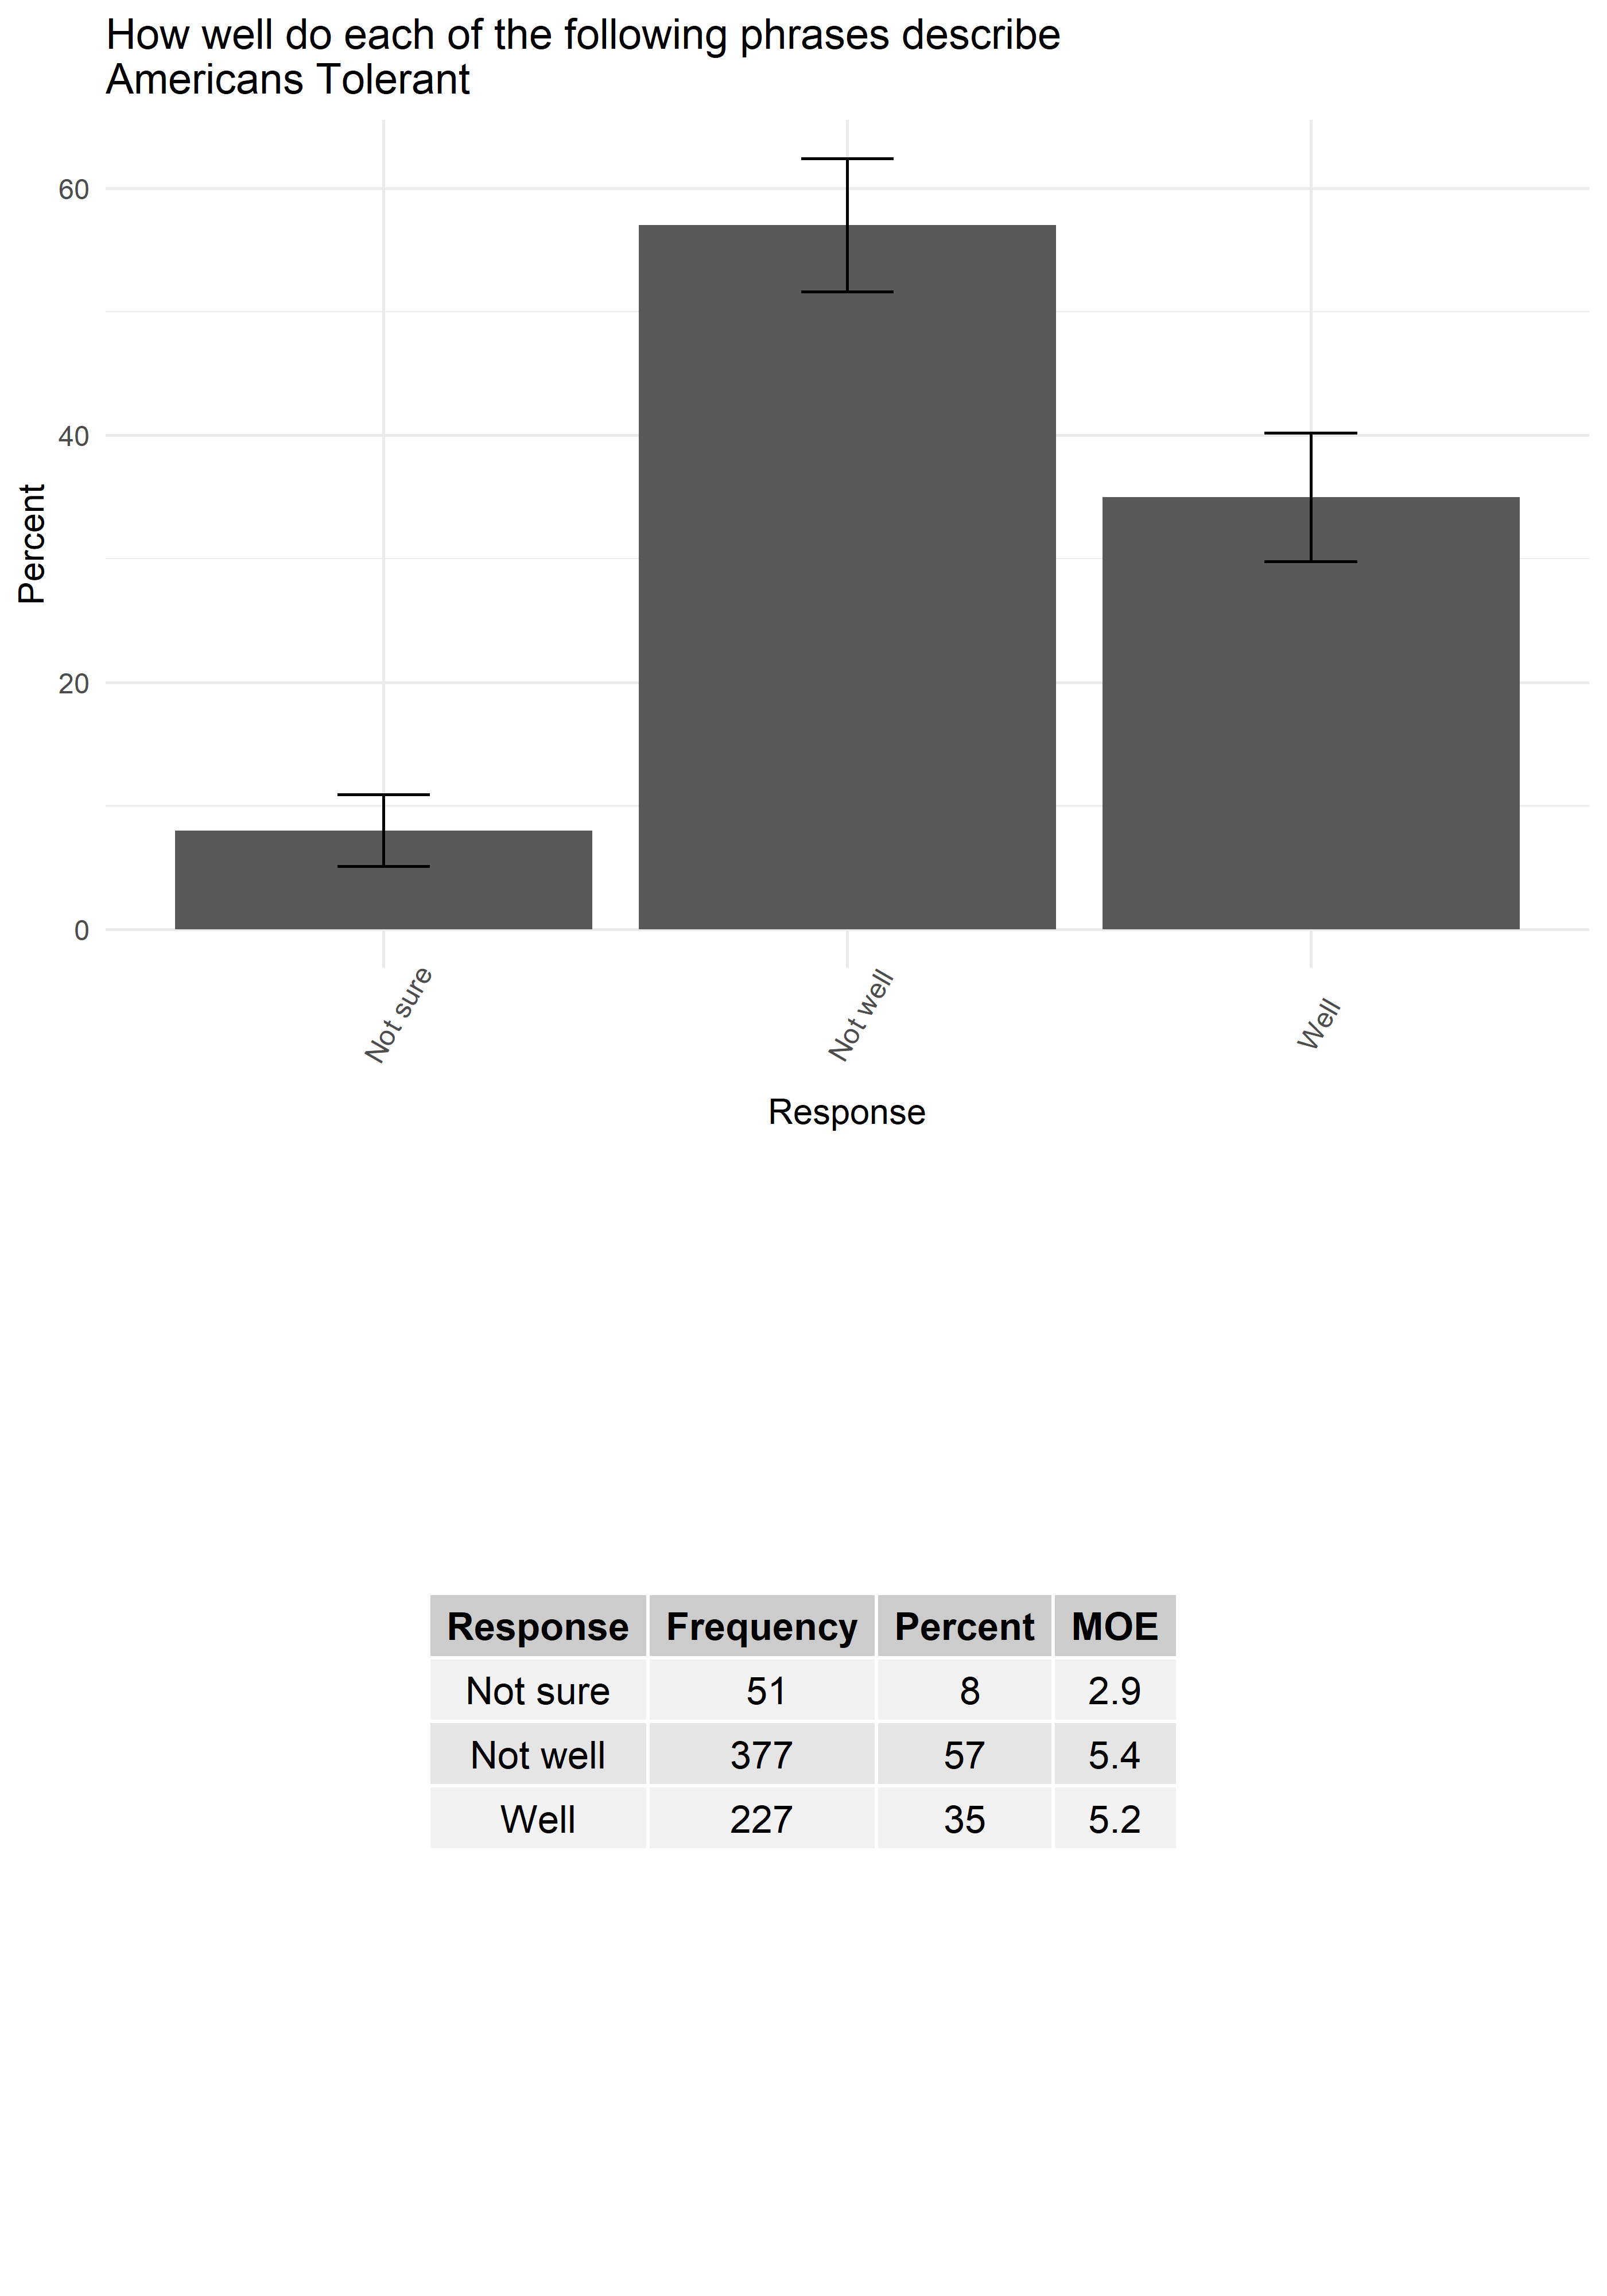 How well do each of the following phrases describe
Americans Tolerant
Percent
60
40
20
0
Not sure
Not well
Well
Response
Response Frequency Percent MOE
Not sure 51 8 2.9
Not well 377 57 5.4
Well 227 35 5.2